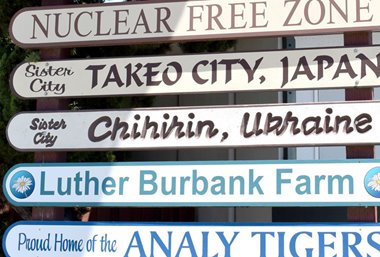 NUCLEAR FREE ZONE
Sister City TAKEO CITY, JAPAN
Sister City Chihirin, Ukraine
Luther Burbank Farm
Proud Home of the ANALY TIGERS